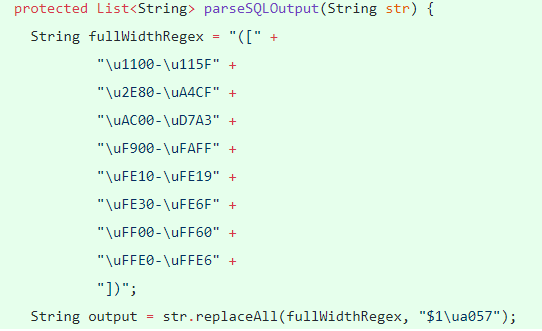 protected List<String> parseSQLOutput(String str) {
String fullWidthRegex = "([" +
"\u1100-\u115F" +
"\u2E80-\uA4CF" +
"\uAC00-\uD7A3" +
"\uF900-\uFAFF" +
"\uFE10-\uFE19" +
"\uFE30-\uFE6F" +
"\uFF00-\uFF60" +
"\uFFE0-\uFFE6" +
"])";
String output = str.replaceAll(fullWidthRegex, "$1\ua057");